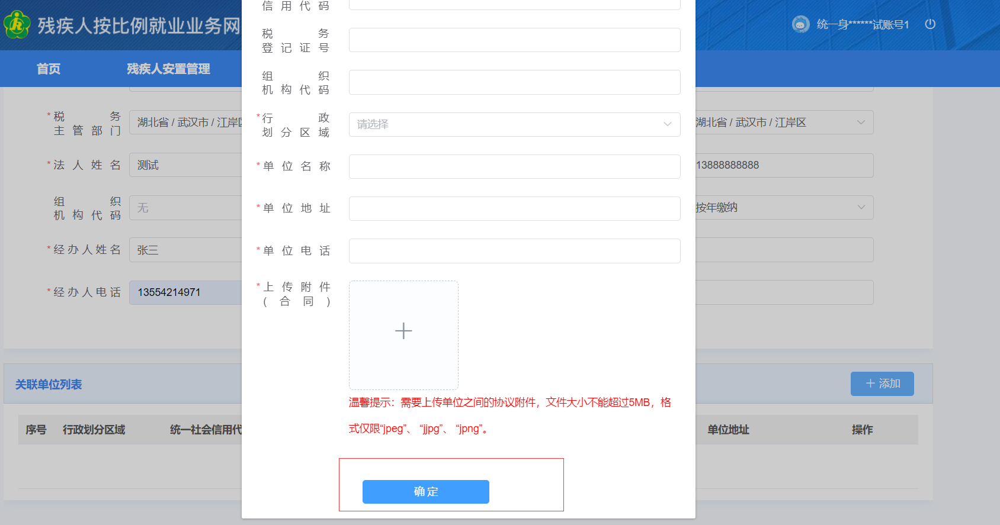 残疾人按比例就业业务网
统一身******试账号1
首页
残疾人安置管理
*税务
主管部门
湖北省 / 武汉市 / 江岸区
*法人姓名
测试
组织
机构代码
无
*经办人姓名
张三
*经办人电话
13554214971
信用代码
税务
登记证号
组织
机构代码
*行政
划分区域
请选择
*单位名称
*单位地址
*单位电话
*上传附件
(合同)
温馨提示：需要上传单位之间的协议附件，文件大小不能超过5MB，格
式仅限“jpeg”、 “jjpg”、 “jpng”。
确定
湖北省 / 武汉市 / 江岸区
13888888888
按年缴纳
关联单位列表
添加
序号
行政划分区域
统一社会信用代
单位地址
操作